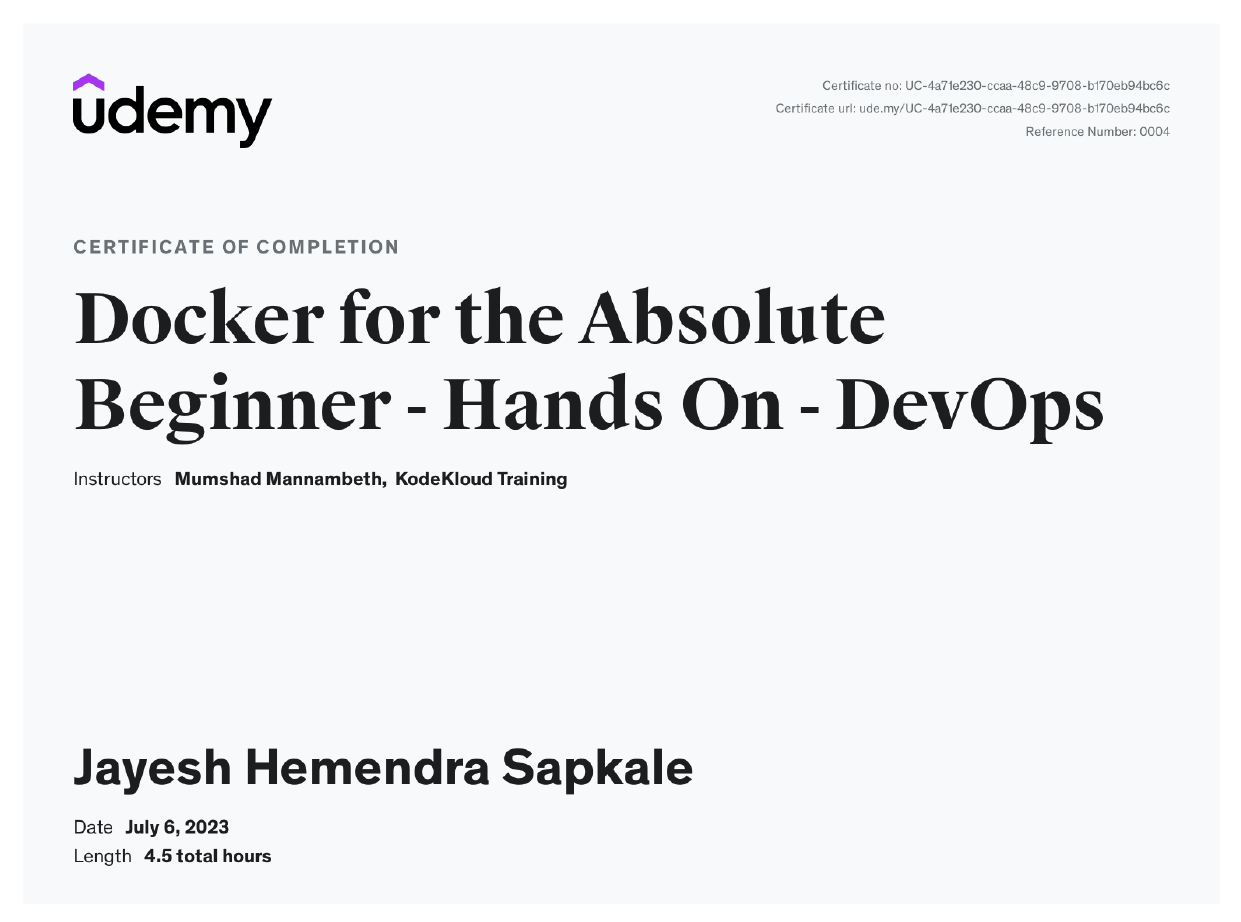 udemy
Certificate no: UC-4a71e230-ccaa-48c9-9708-b170eb94bc6c
Certificate url: ude.my/UC-4a71e230-ccaa-48c9-9708-b170eb94bc6c
Reference Number: 0004
CERTIFICATE OF COMPLETION
Docker for the Absolute
Beginner - Hands On - DevOps
Instructors Mumshad Mannambeth, KodeKloud Training
Jayesh Hemendra Sapkale
Date July 6, 2023
Length 4.5 total hours